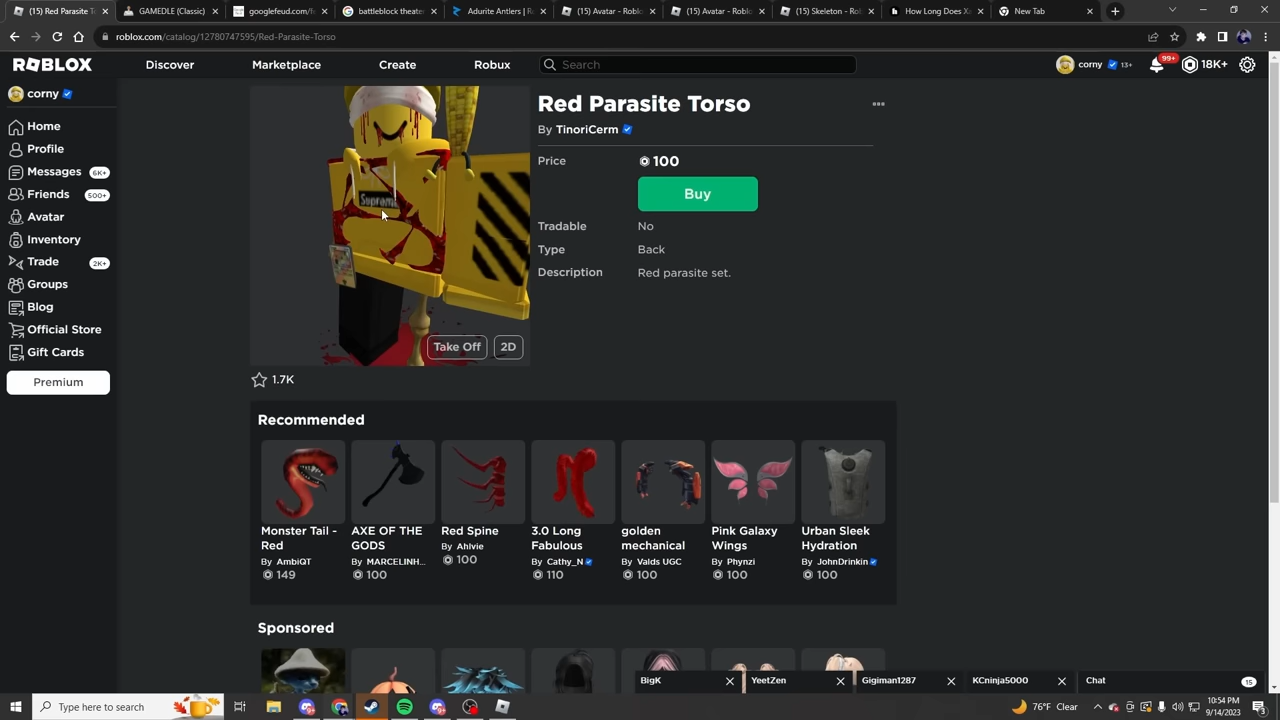 (15) Red Parasite T
GAMEDLE (Classic)
googlefeud.com/f
battleblock theater
Adurite Antlers | R
(15) Avatar - Roblo
(15) Avatar - Roblo
(15) Skeleton - Rob
How Long Does X
New Tab
roblox.com/catalog/12780747595/Red-Parasite-Torso
ROBLOX Discover Marketplace Create Robux Search corny 13+ 99+ 18K+
corny
Home
Profile
Messages 6K+
Friends 500+
Avatar
Inventory
Trade 2K+
Groups
Blog
Official Store
Gift Cards
Premium
Supreme
Take Off 2D
1.7K
Red Parasite Torso
By TinoriCerm
Price 100
Buy
Tradable No
Type Back
Description Red parasite set.
Recommended
Monster Tail -
Red
By AmbiQT
149
AXE OF THE
GODS
By MARCELINH...
100
Red Spine
By Ahlvie
100
3.0 Long
Fabulous
By Cathy_N
110
golden
mechanical
By Valds UGC
100
Pink Galaxy
Wings
By Phynzi
100
Urban Sleek
Hydration
By JohnDrinkin
100
Sponsored
BigK
YeetZen
Gigiman1287
KCninja5000
Chat 15
Type here to search
76°F Clear
10:54 PM
9/14/2023